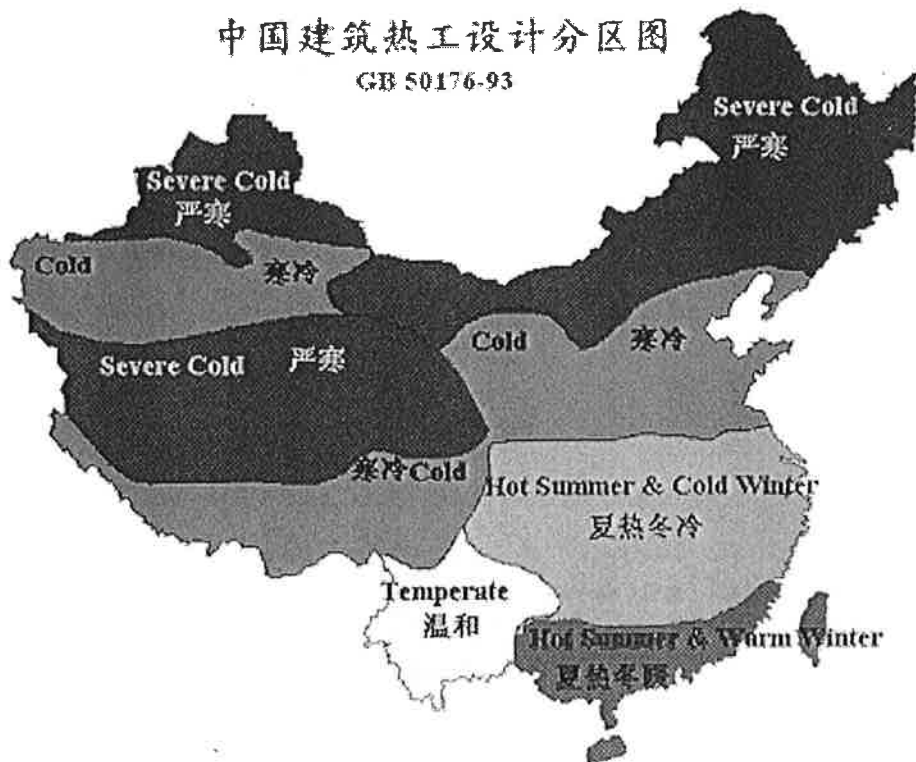 中国建筑热工设计分区图
GB 50176-93
Severe Cold
严寒
Severe Cold
严寒
Cold
寒冷
Cold
寒冷
Severe Cold 严寒
寒冷Cold
Hot Summer & Cold Winter
夏热冬冷
Temperate
温和
Hot Summer & Warm Winter
夏热冬暖